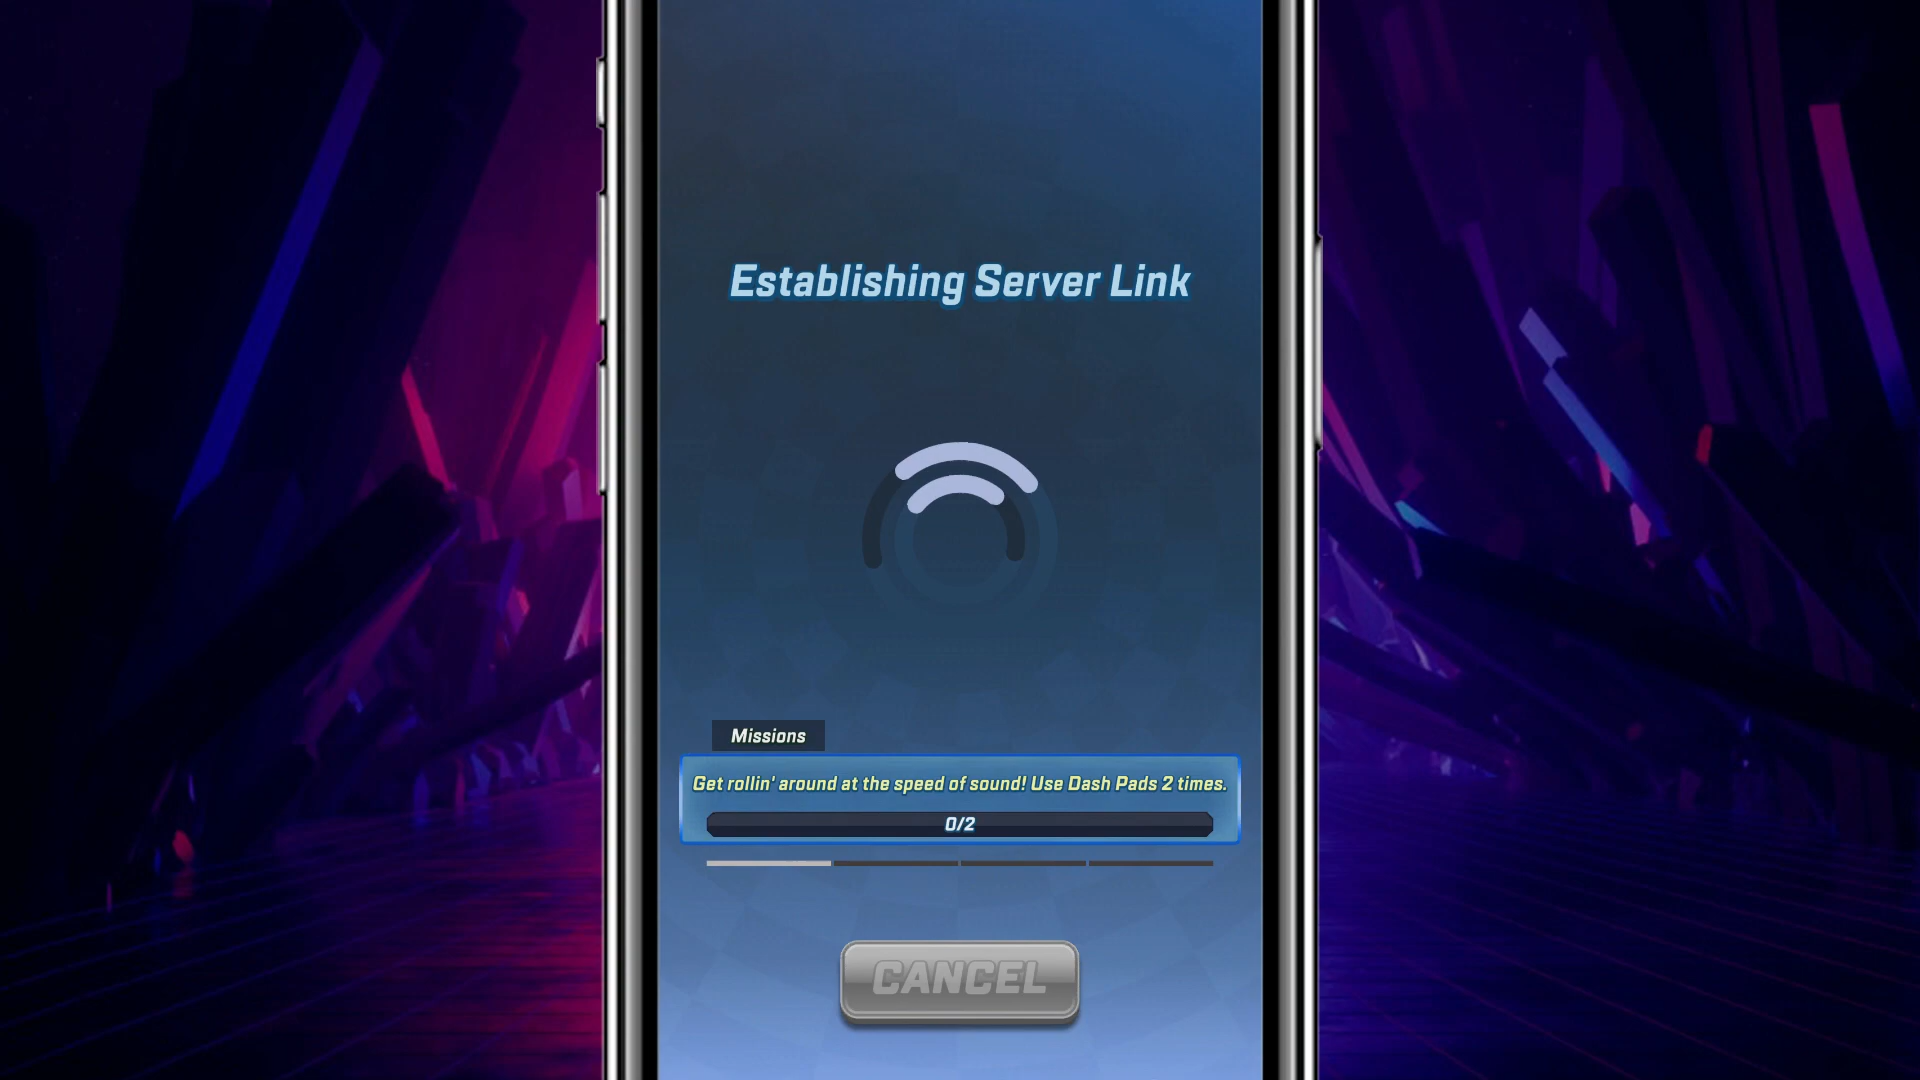 Establishing Server Link
Missions
Get rollin' around at the speed of sound! Use Dash Pads 2 times.
0/2
CANCEL